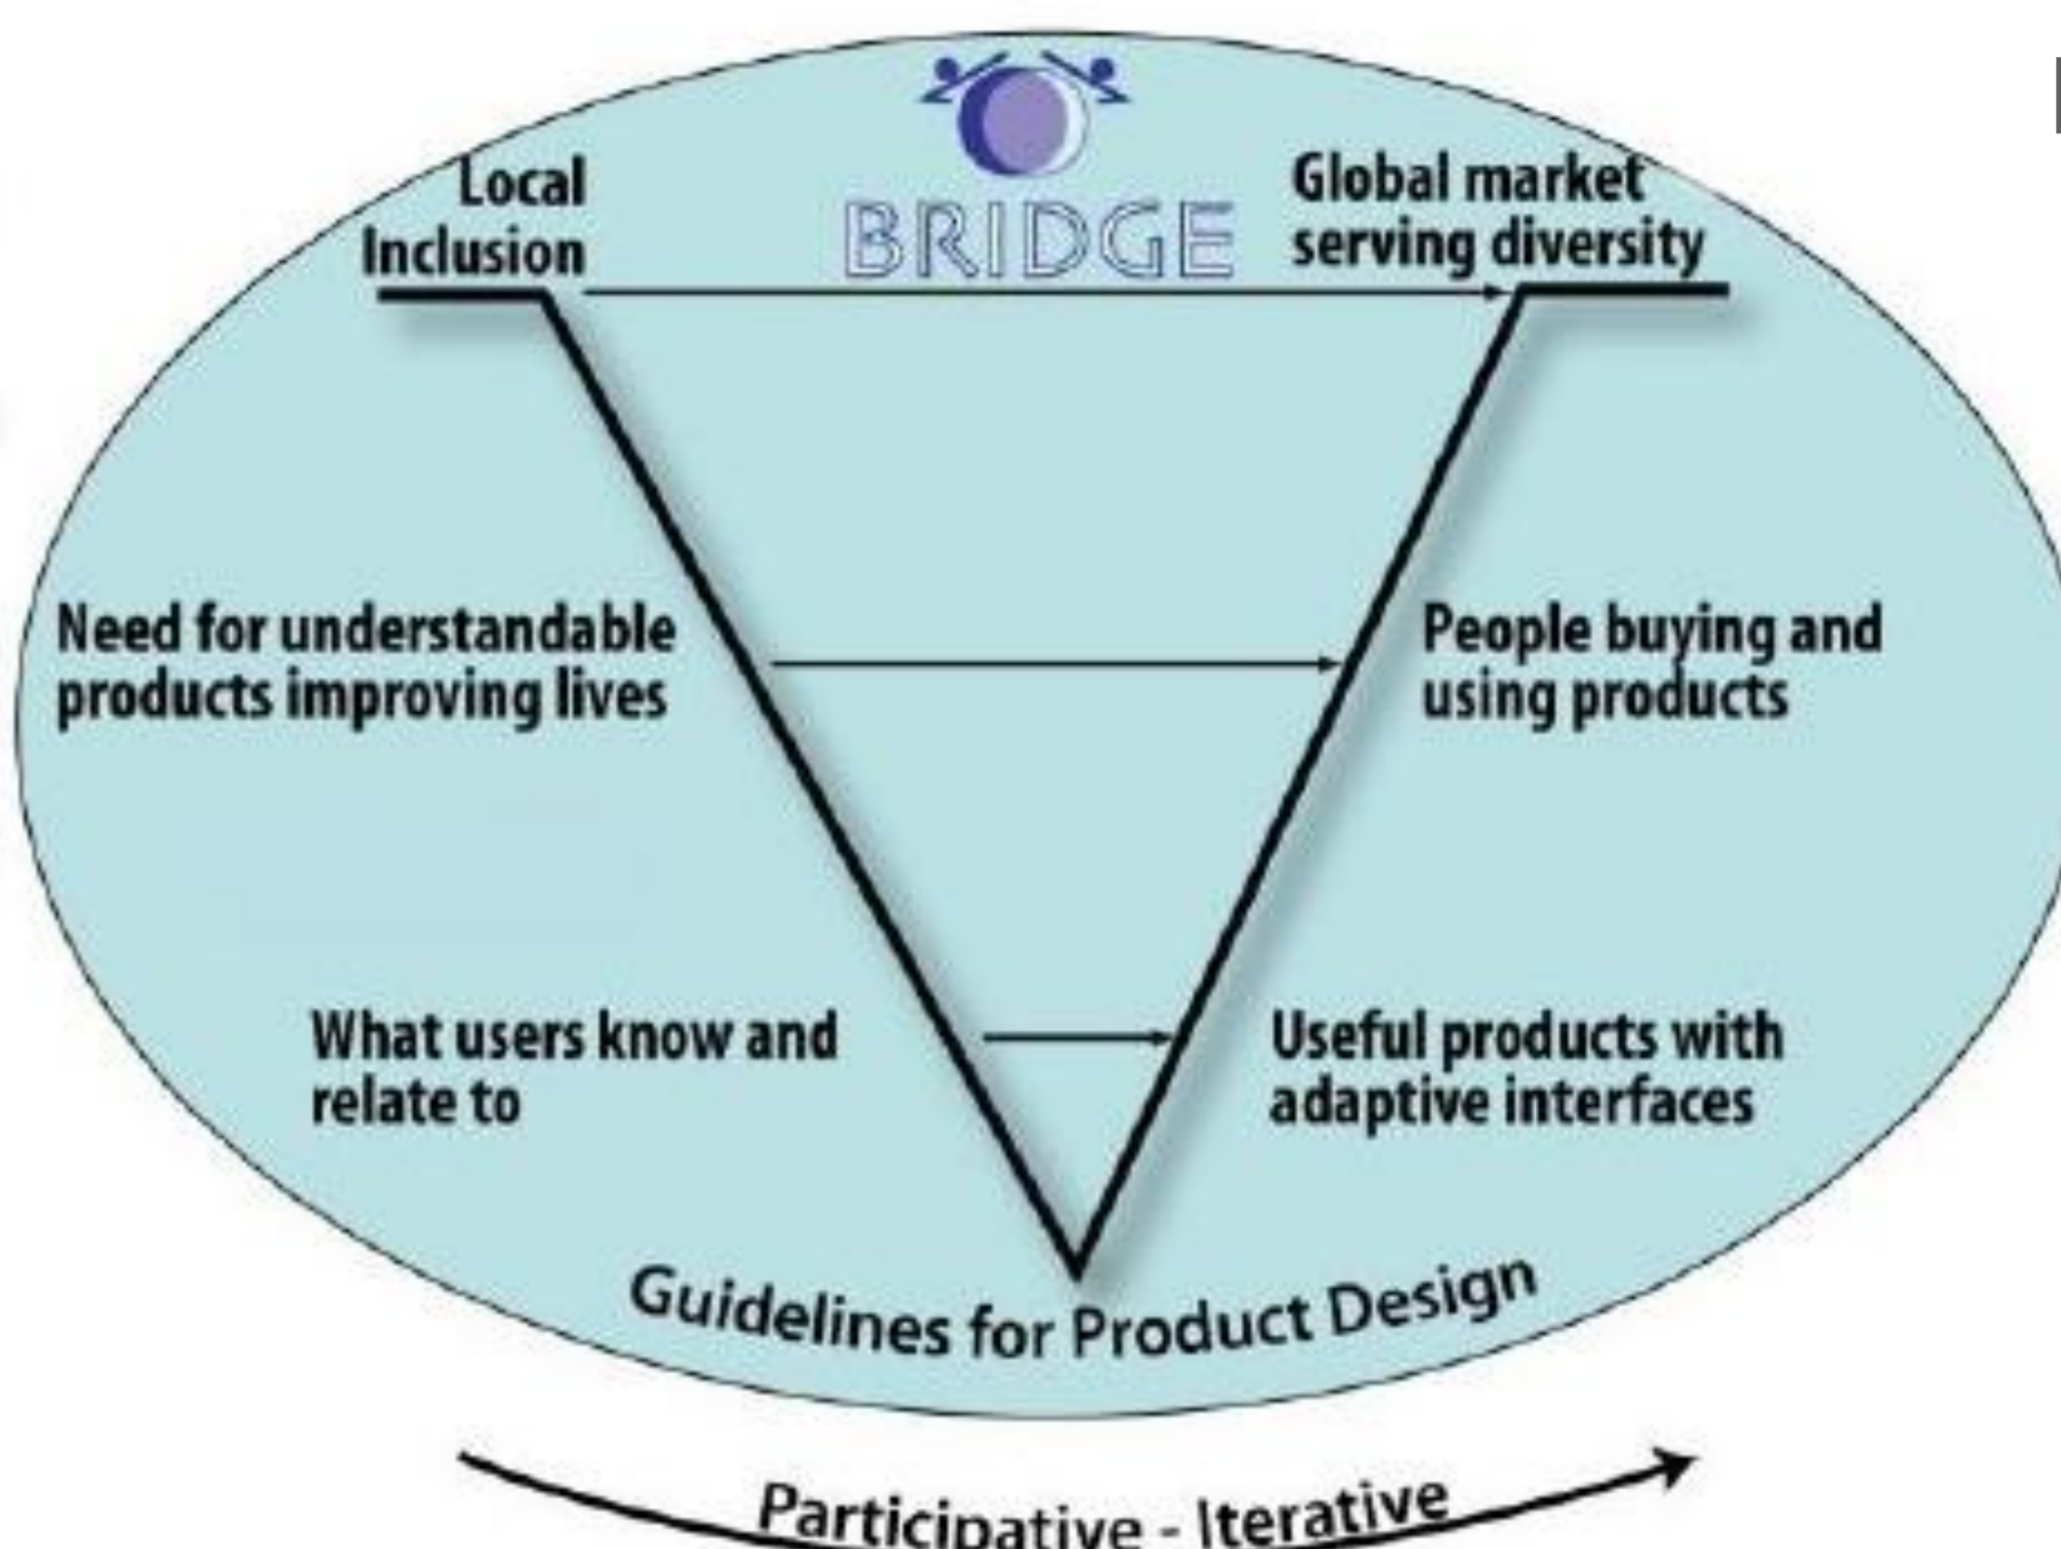 Local
Inclusion
BRIDGE
Global market
serving diversity
Need for understandable
products improving lives
People buying and
using products
What users know and
relate to
Useful products with
adaptive interfaces
Guidelines for Product Design
Participative - Iterative